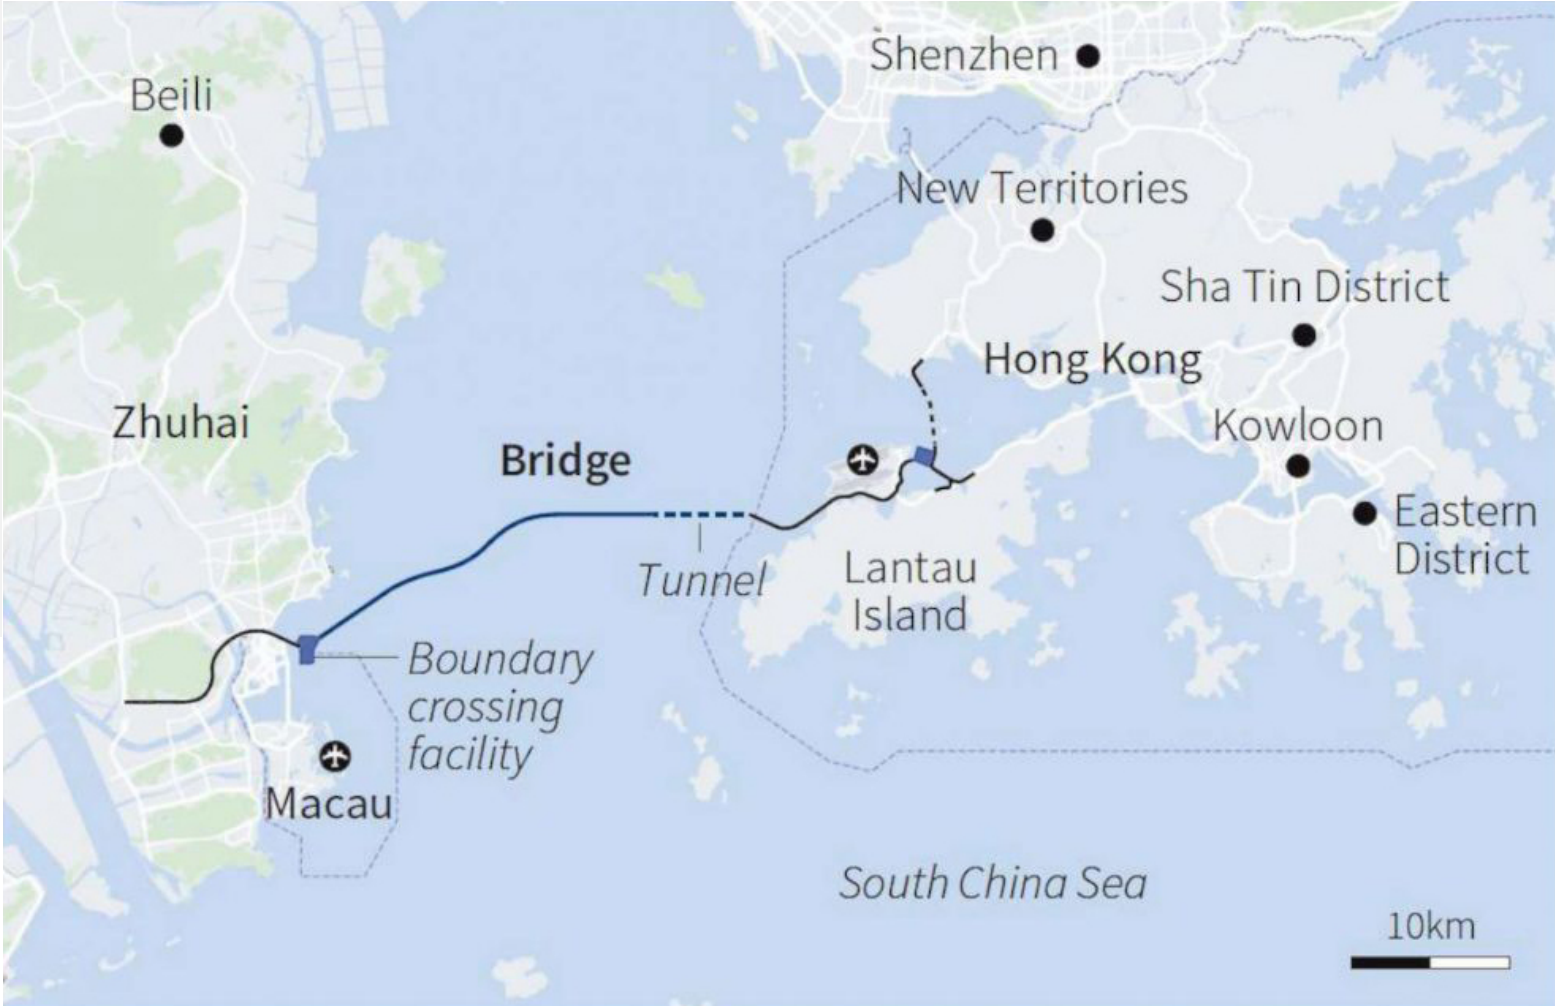 Shenzhen
Beili
New Territories
Sha Tin District
Hong Kong
Zhuhai
Kowloon
Bridge
Eastern
District
Tunnel
Lantau
Island
Boundary
crossing
facility
Macau
South China Sea
10km